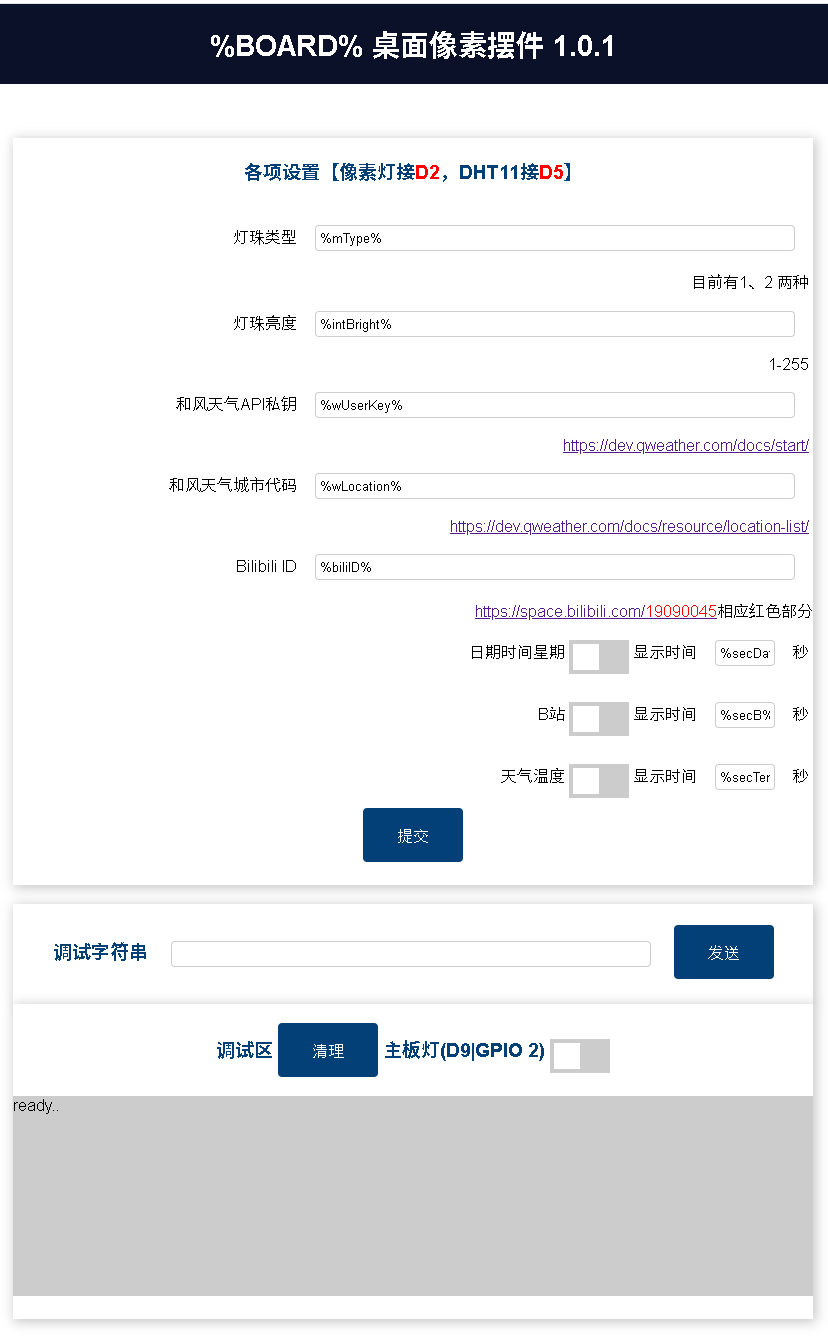 %BOARD% 桌面像素摆件 1.0.1
各项设置【像素灯接D2，DHT11接D5】
灯珠类型 %mType%
目前有1、2 两种
灯珠亮度 %intBright%
1-255
和风天气API私钥 %wUserKey%
https://dev.qweather.com/docs/start/
和风天气城市代码 %wLocation%
https://dev.qweather.com/docs/resource/location-list/
Bilibili ID %biliID%
https://space.bilibili.com/19090045相应红色部分
日期时间星期 显示时间 %secDa 秒
B站 显示时间 %secB% 秒
天气温度 显示时间 %secTer 秒
提交
调试字符串 发送
调试区 清理 主板灯(D9|GPIO 2)
ready..